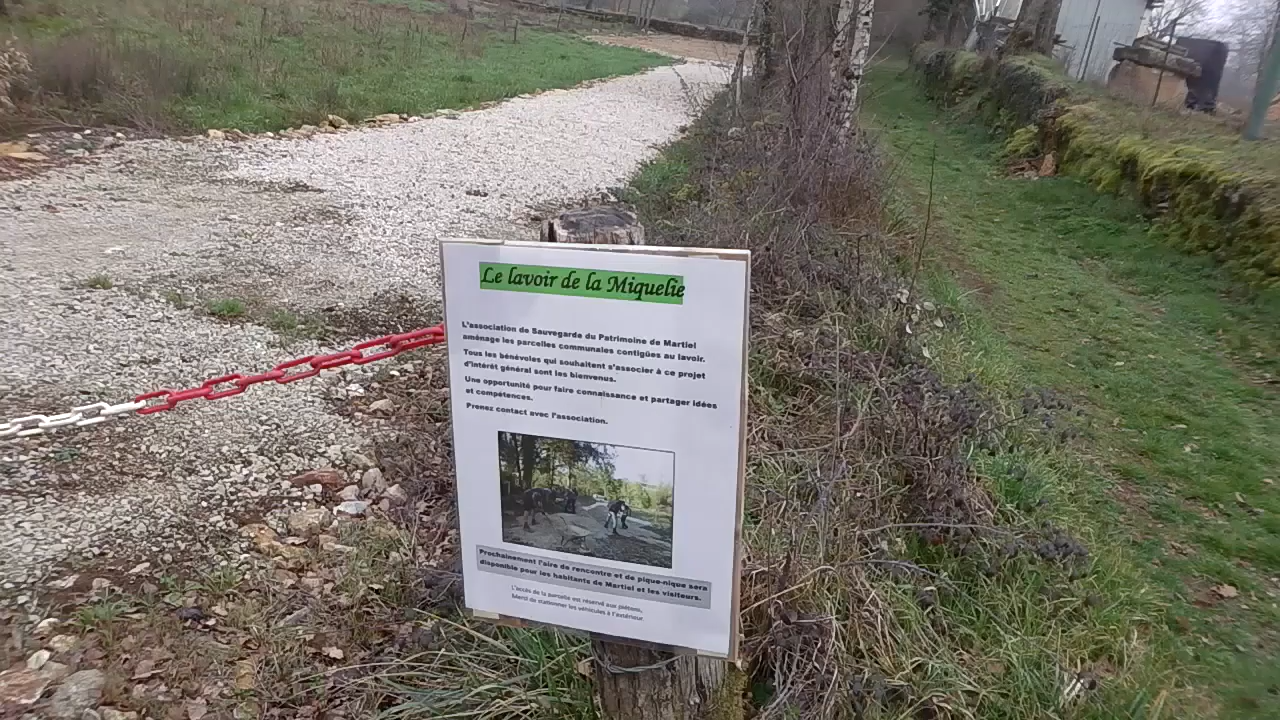 Le lavoir de la Miquelie
L'association de Sauvegarde du Patrimoine de Martiel
aménage les parcelles communales contigües au lavoir.
Tous les bénévoles qui souhaitent s'associer à ce projet
d'intérêt général sont les bienvenus.
Une opportunité pour faire connaissance et partager idées
et compétences.
Prenez contact avec l'association.
Prochainement l'aire de rencontre et de pique-nique sera
disponible pour les habitants de Martiel et les visiteurs.
L'accès de la parcelle est réservé aux piétons,
Merci de stationner les véhicules à l'extérieur.